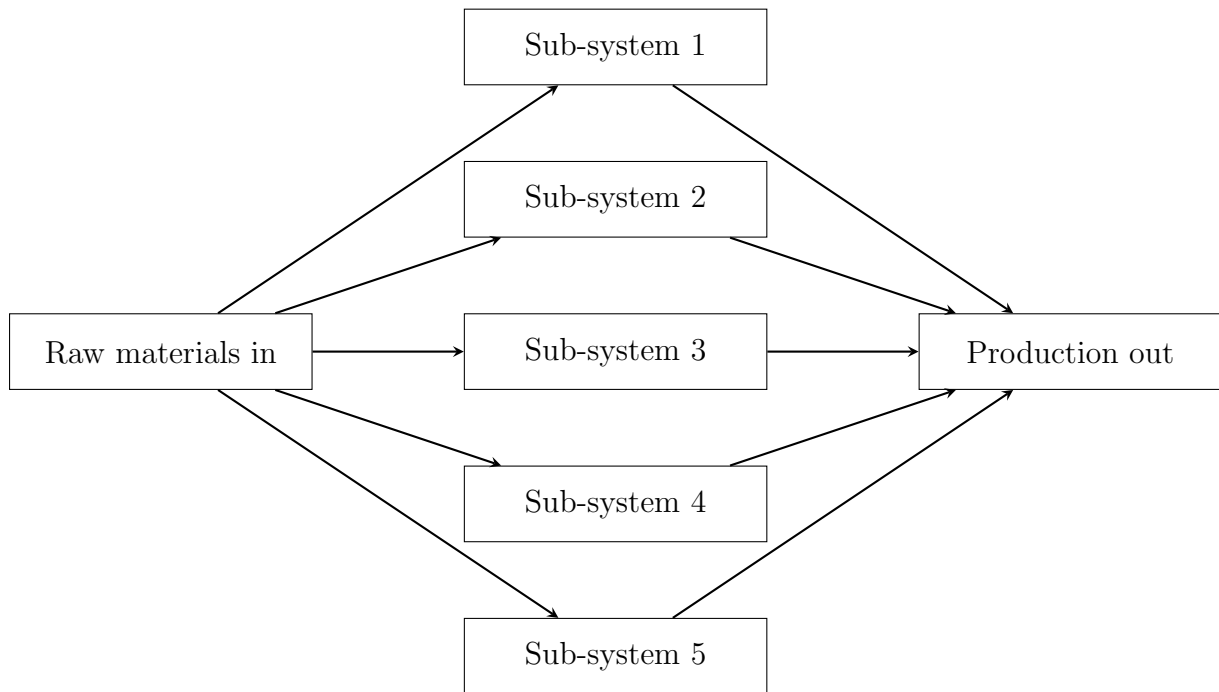 Sub-system 1
Sub-system 2
Raw materials in
Sub-system 3
Production out
Sub-system 4
Sub-system 5